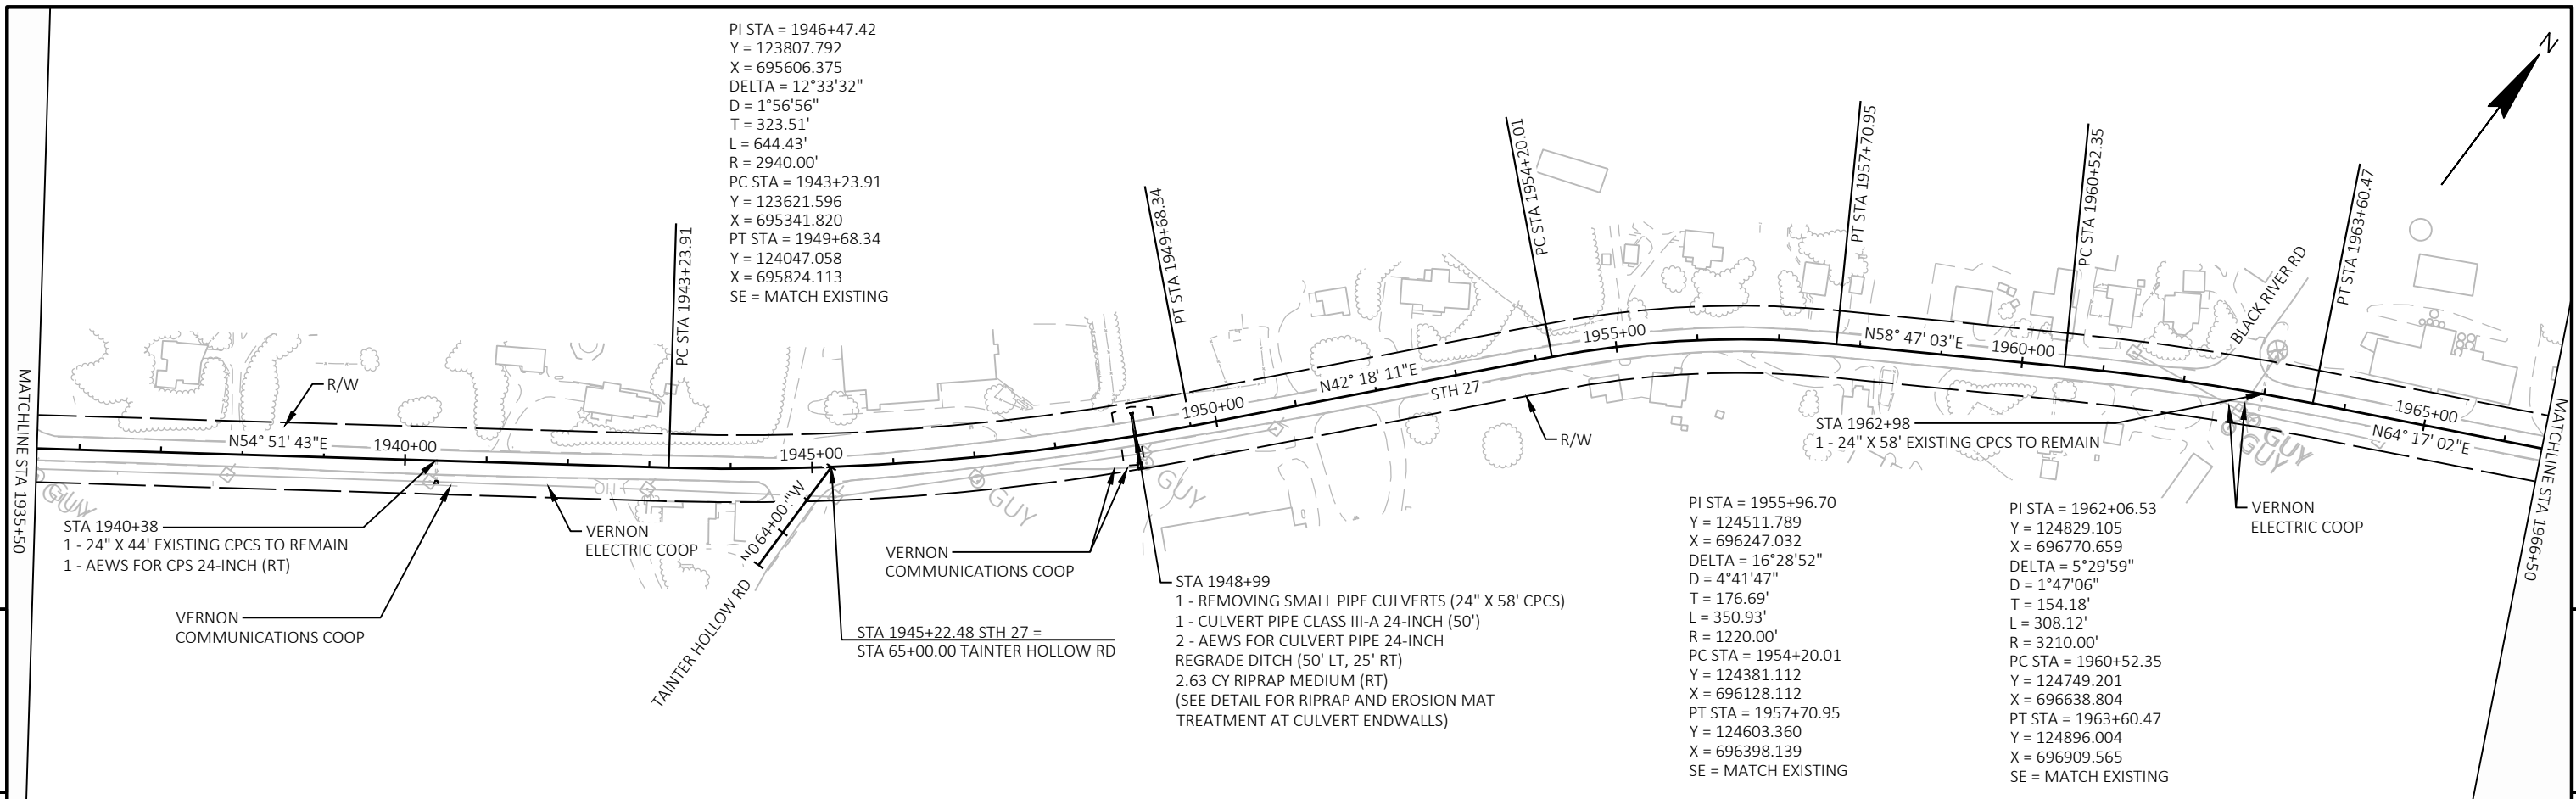 PI STA = 1946+47.42
Y = 123807.792
X = 695606.375
DELTA = 12°33'32"
D = 1°56'56"
T = 323.51'
L = 644.43'
R = 2940.00'
PC STA = 1943+23.91
Y = 123621.596
X = 695341.820
PT STA = 1949+68.34
Y = 124047.058
X = 695824.113
SE = MATCH EXISTING
N
PC STA 1943+23.91
PT STA 1949+68.34
PC STA 1954+20.01
PT STA 1957+70.95
PC STA 1960+52.35
PT STA 1963+60.47
BLACK RIVER RD
MATCHLINE STA 1935+50
R/W
N54° 51' 43"E
1940+00
1945+00
1950+00
N42° 18' 11"E
STH 27
1955+00
N58° 47' 03"E
1960+00
1965+00
N64° 17' 02"E
MATCHLINE STA 1966+50
R/W
GUY
OH
GUY
GUY
GUY
GUY
STA 1940+38
1 - 24" X 44' EXISTING CPCS TO REMAIN
1 - AEWS FOR CPS 24-INCH (RT)
VERNON
COMMUNICATIONS COOP
VERNON
ELECTRIC COOP
64+00
TAINTER HOLLOW RD
VERNON
COMMUNICATIONS COOP
STA 1945+22.48 STH 27 =
STA 65+00.00 TAINTER HOLLOW RD
STA 1948+99
1 - REMOVING SMALL PIPE CULVERTS (24" X 58' CPCS)
1 - CULVERT PIPE CLASS III-A 24-INCH (50')
2 - AEWS FOR CULVERT PIPE 24-INCH
REGRADE DITCH (50' LT, 25' RT)
2.63 CY RIPRAP MEDIUM (RT)
(SEE DETAIL FOR RIPRAP AND EROSION MAT
TREATMENT AT CULVERT ENDWALLS)
STA 1962+98
1 - 24" X 58' EXISTING CPCS TO REMAIN
PI STA = 1955+96.70
Y = 124511.789
X = 696247.032
DELTA = 16°28'52"
D = 4°41'47"
T = 176.69'
L = 350.93'
R = 1220.00'
PC STA = 1954+20.01
Y = 124381.112
X = 696128.112
PT STA = 1957+70.95
Y = 124603.360
X = 696398.139
SE = MATCH EXISTING
PI STA = 1962+06.53
Y = 124829.105
X = 696770.659
DELTA = 5°29'59"
D = 1°47'06"
T = 154.18'
L = 308.12'
R = 3210.00'
PC STA = 1960+52.35
Y = 124749.201
X = 696638.804
PT STA = 1963+60.47
Y = 124896.004
X = 696909.565
SE = MATCH EXISTING
VERNON
ELECTRIC COOP